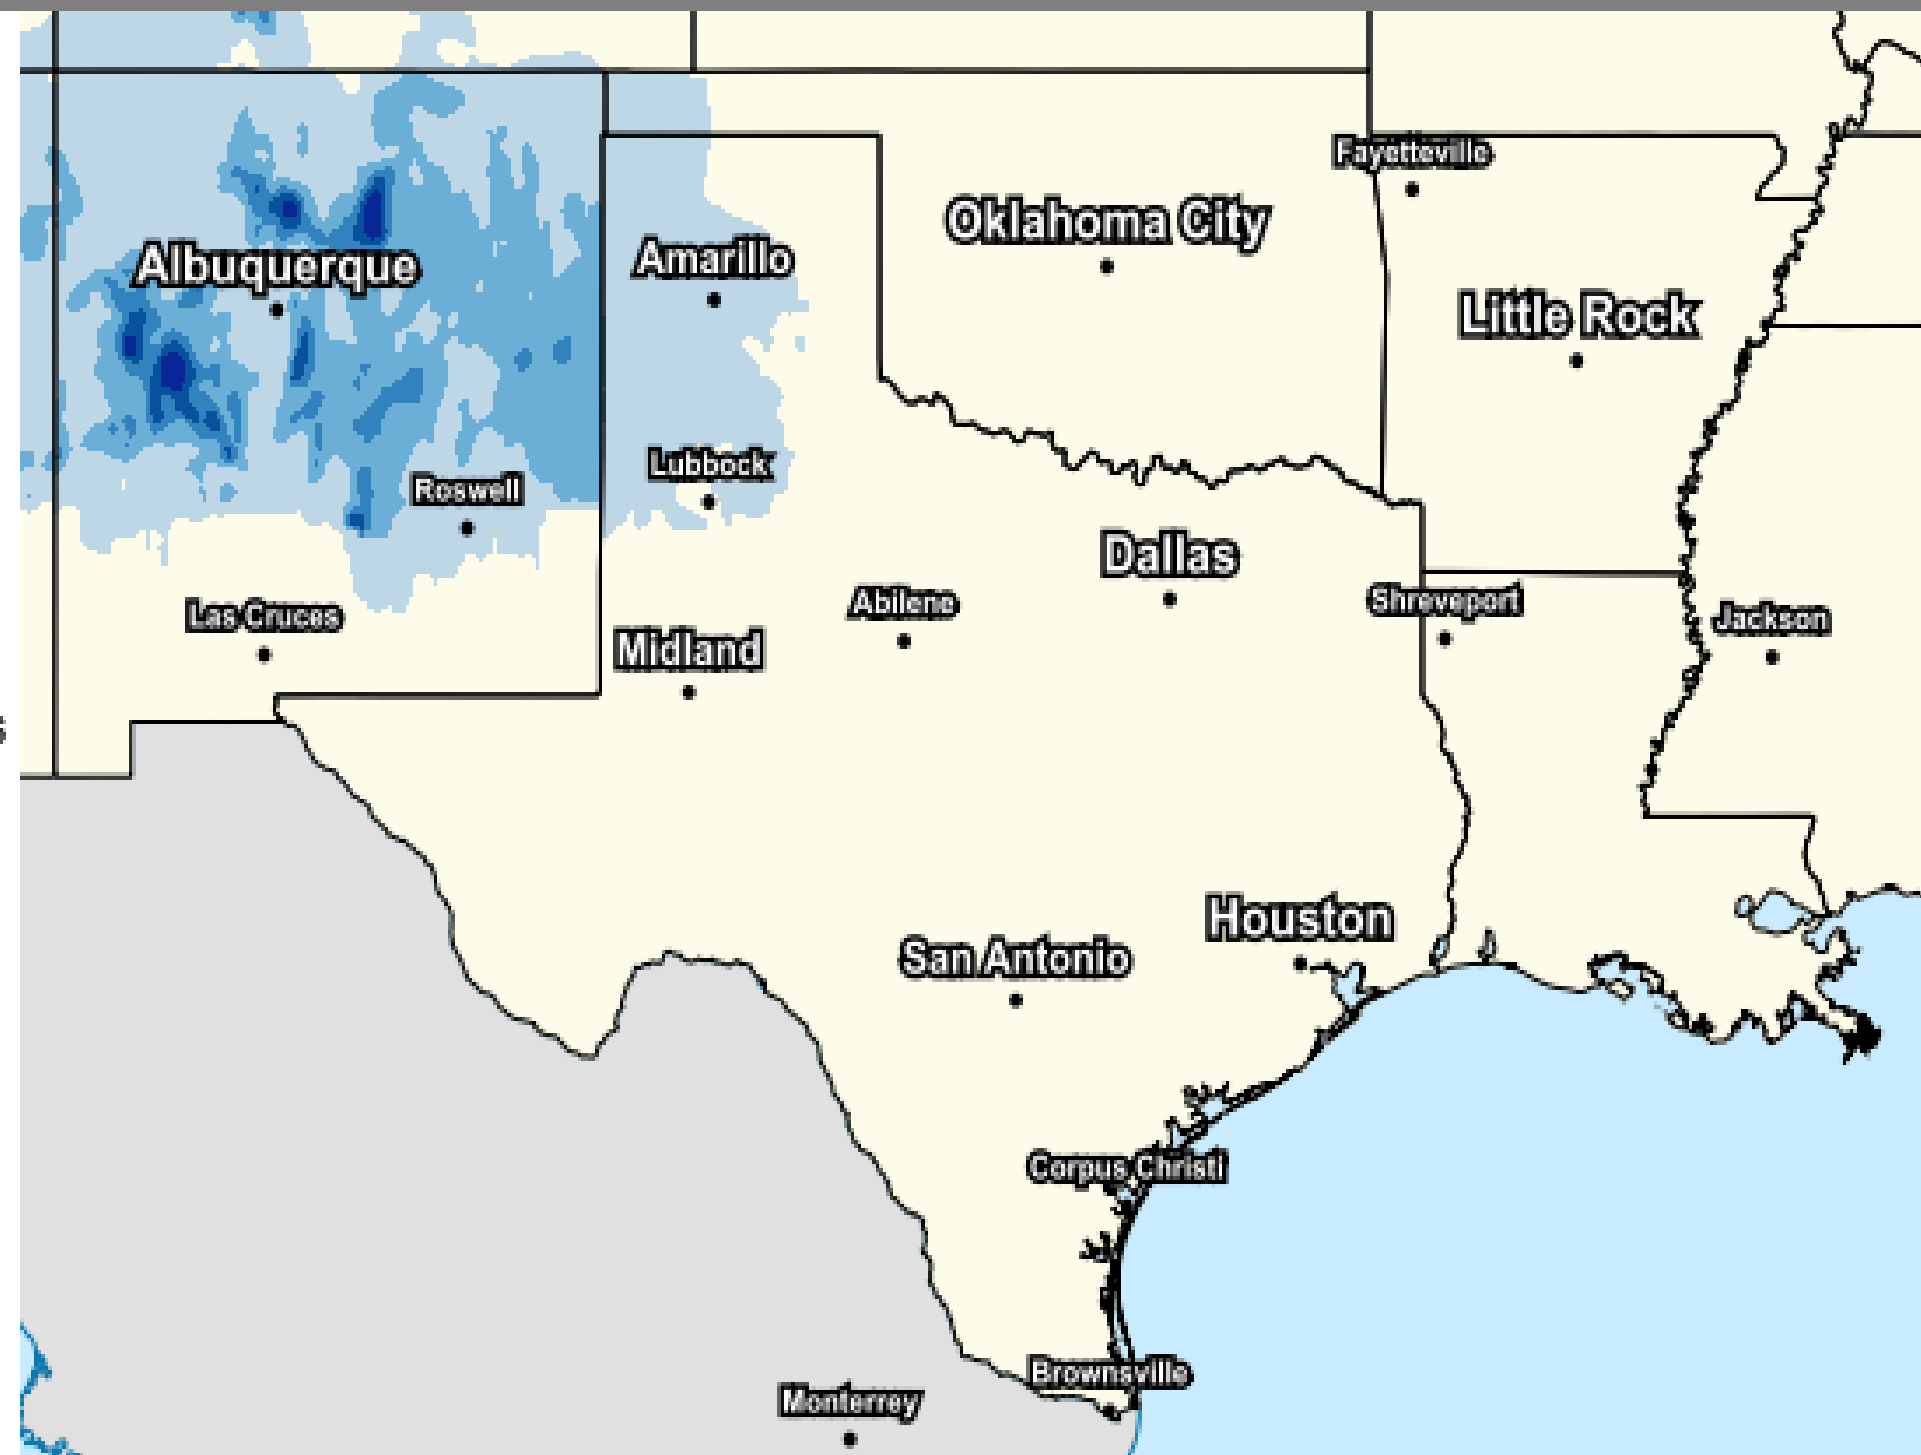 Fayetteville
Oklahoma City
Albuquerque
Amarillo
Little Rock
Lubbock
Roswell
Dallas
Abilene
Shreveport
Las Cruces
Jackson
Midland
Houston
San Antonio
Corpus Christi
Brownsville
Monterrey